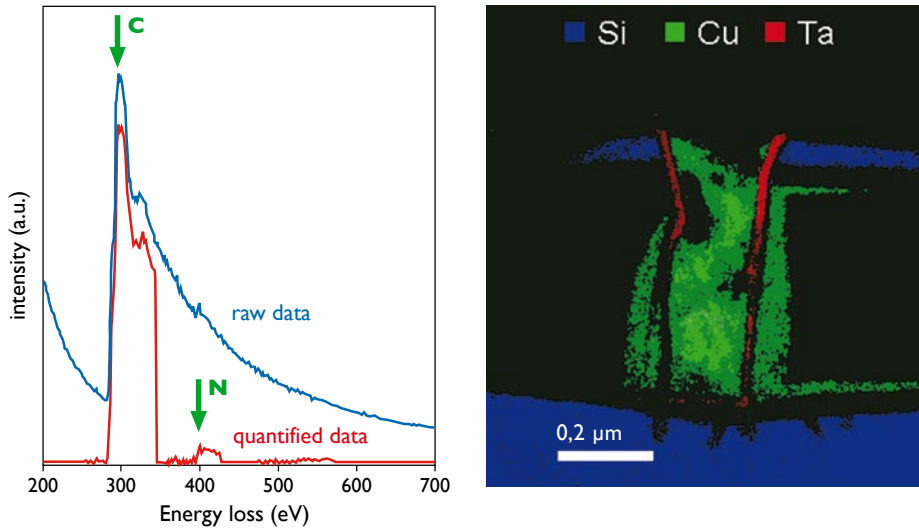 C
N
raw data
quantified data
intensity (a.u.)
200 300 400 500 600 700
Energy loss (eV)
Si Cu Ta
0,2 µm